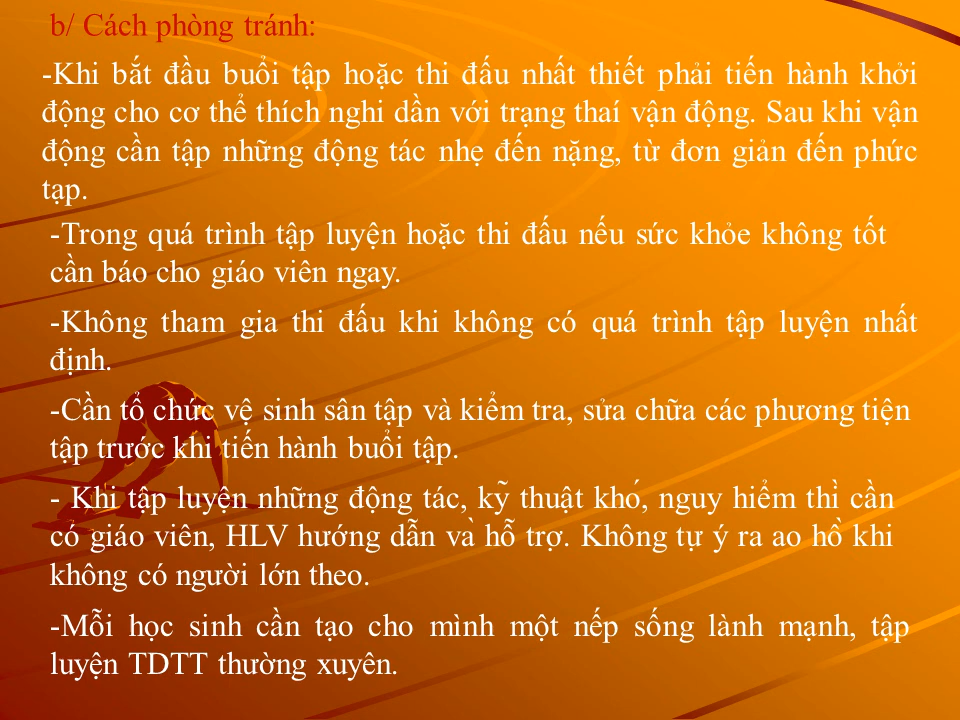 b/ Cách phòng tránh:
-Khi bắt đầu buổi tập hoặc thi đấu nhất thiết phải tiến hành khởi
động cho cơ thể thích nghi dần với trạng thaí vận động. Sau khi vận
động cần tập những động tác nhẹ đến nặng, từ đơn giản đến phức
tạp.
-Trong quá trình tập luyện hoặc thi đấu nếu sức khỏe không tốt
cần báo cho giáo viên ngay.
-Không tham gia thi đấu khi không có quá trình tập luyện nhất
định.
-Cần tổ chức vệ sinh sân tập và kiểm tra, sửa chữa các phương tiện
tập trước khi tiến hành buổi tập.
- Khi tập luyện những động tác, kỹ thuật khó, nguy hiểm thì cần
có giáo viên, HLV hướng dẫn và hỗ trợ. Không tự ý ra ao hồ khi
không có người lớn theo.
-Mỗi học sinh cần tạo cho mình một nếp sống lành mạnh, tập
luyện TDTT thường xuyên.